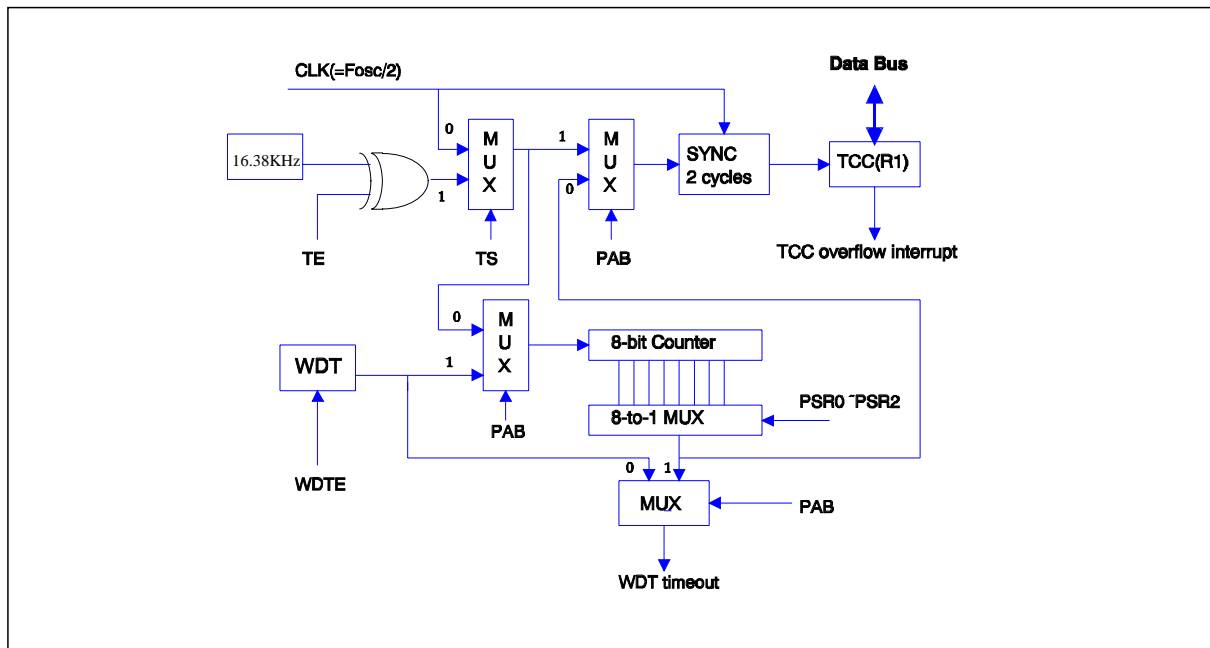 CLK(=Fosc/2)
Data Bus
0
M
U
X
1
M
U
X
0
SYNC
2 cycles
TCC(R1)
16.38KHz
1
TE
TS
PAB
TCC overflow interrupt
0
M
U
X
1
8-bit Counter
WDT
PAB
8-to-1 MUX
PSR0 ~PSR2
WDTE
0
1
MUX
PAB
WDT timeout